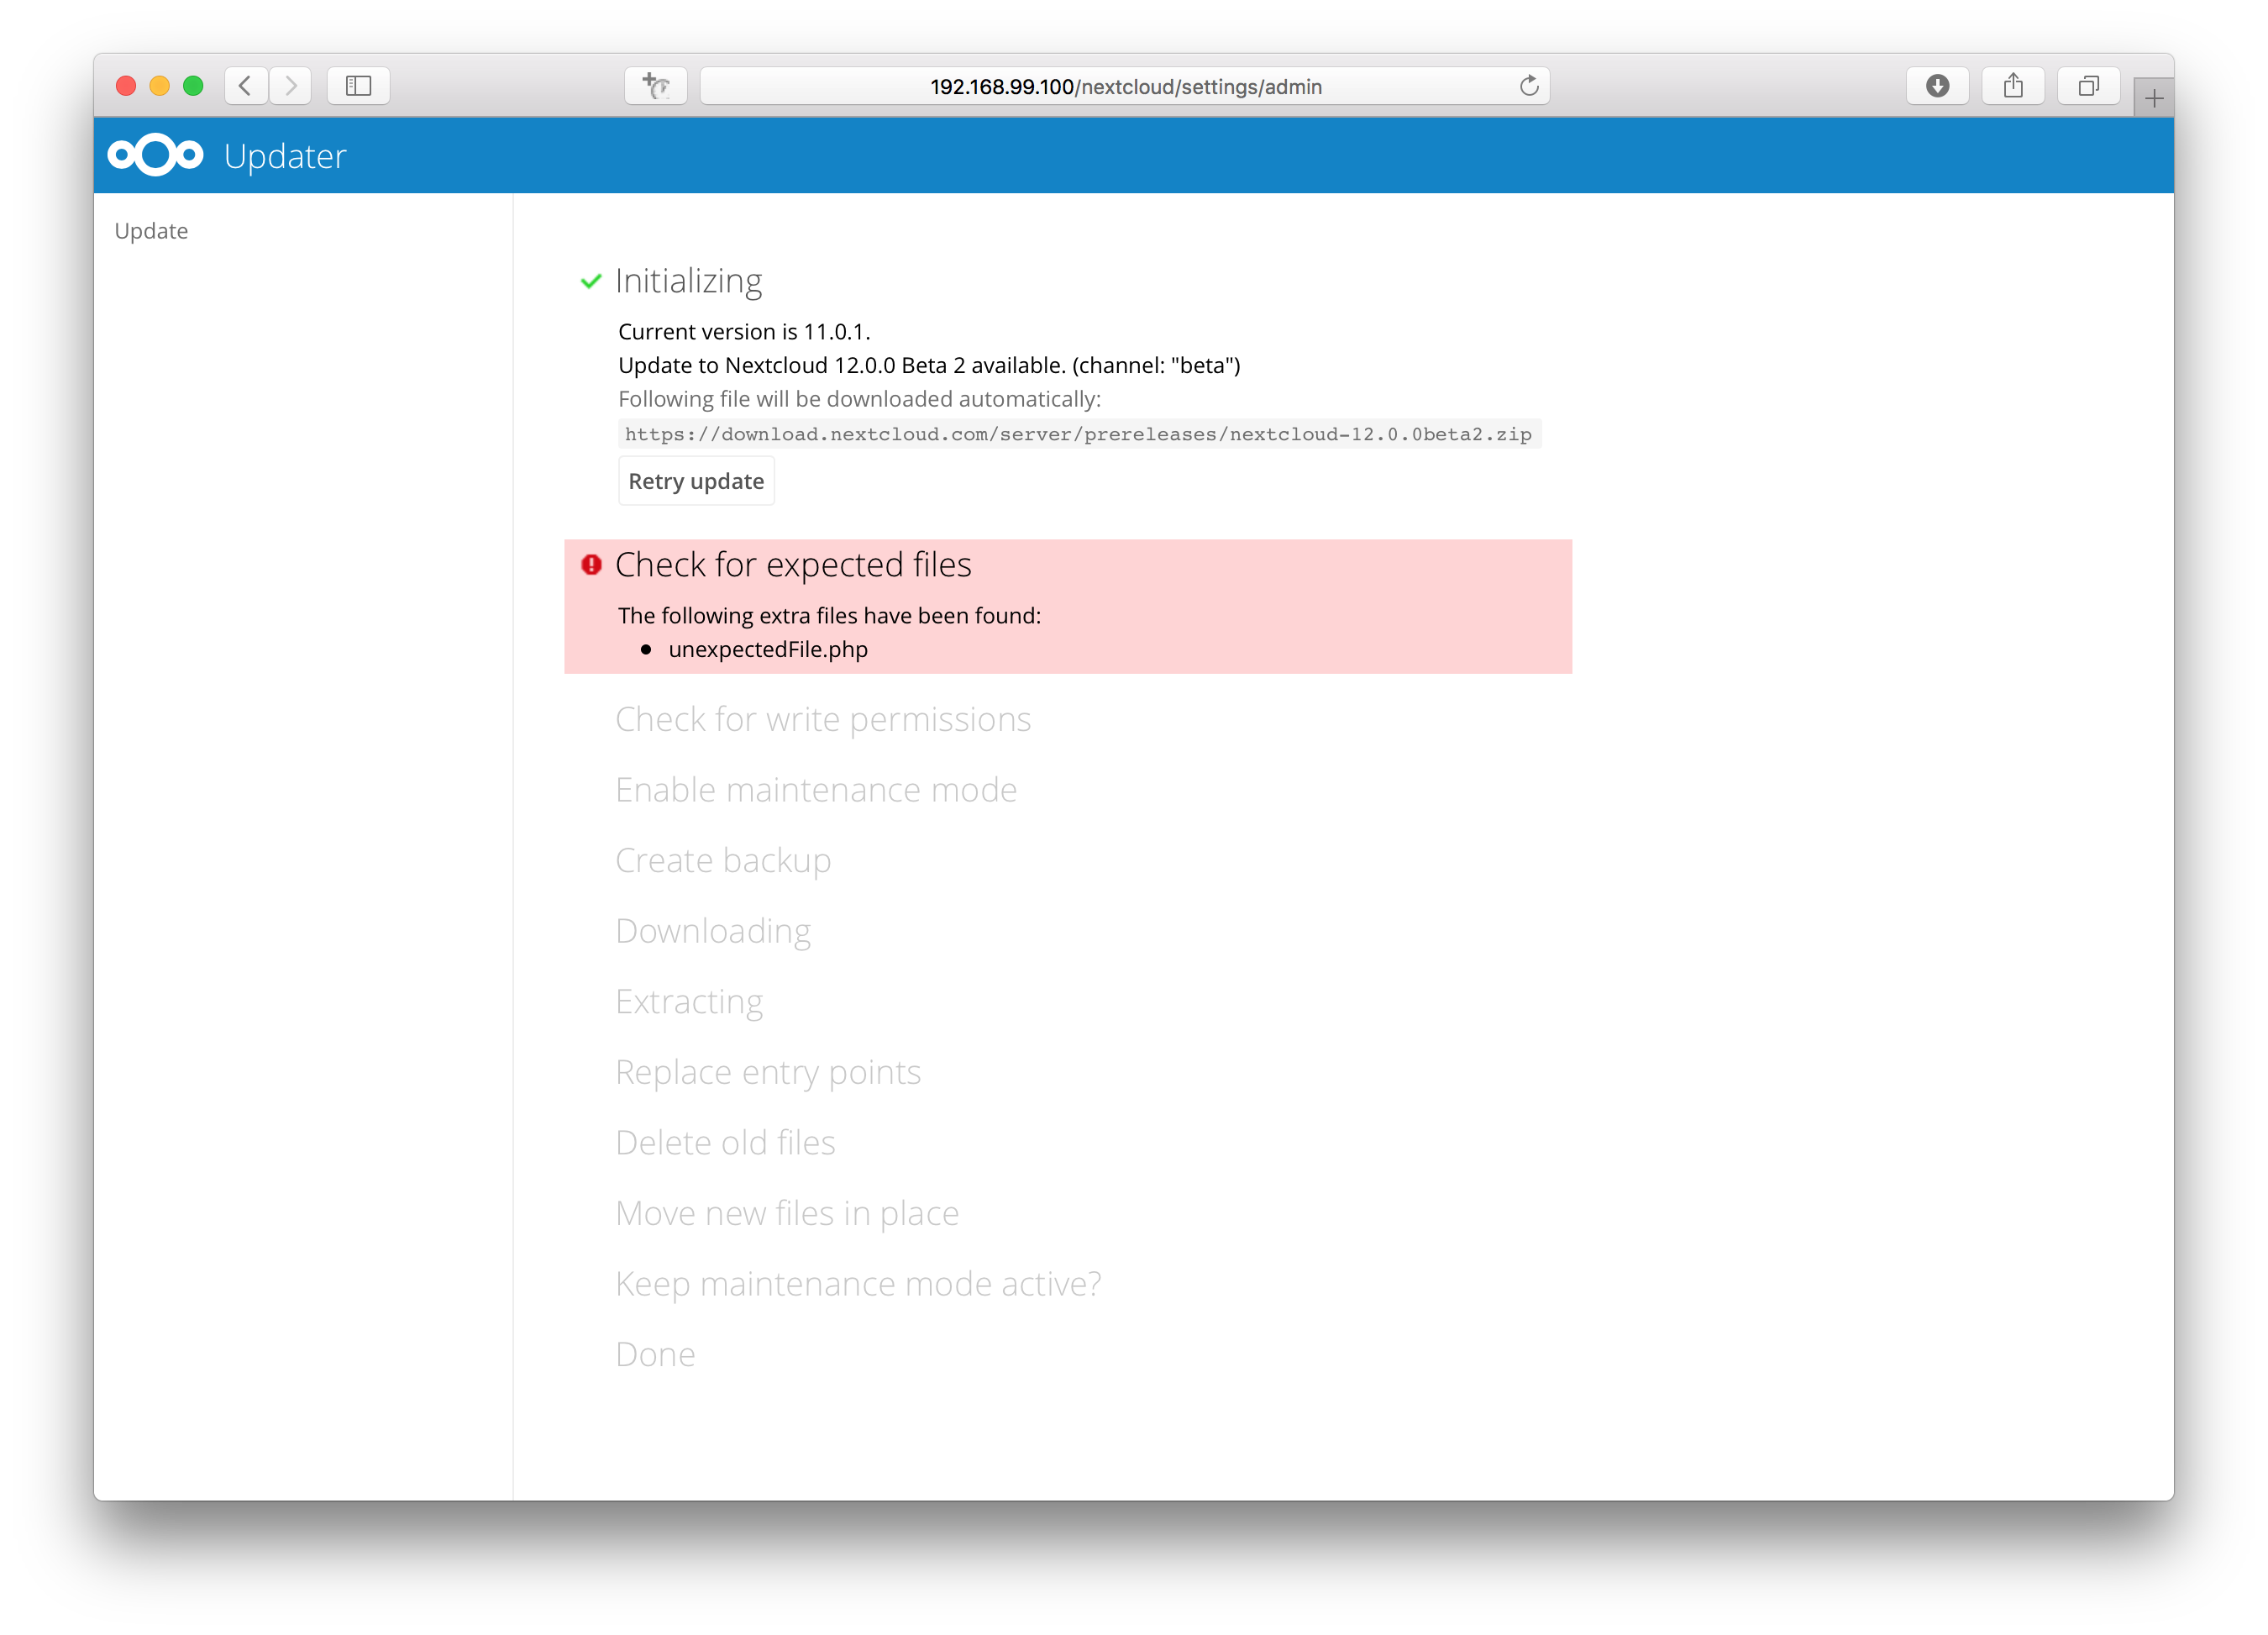 192.168.99.100/nextcloud/settings/admin
Updater
Update
Initializing
Current version is 11.0.1.
Update to Nextcloud 12.0.0 Beta 2 available. (channel: "beta")
Following file will be downloaded automatically:
https://download.nextcloud.com/server/prereleases/nextcloud-12.0.0beta2.zip
Retry update
Check for expected files
The following extra files have been found:
unexpectedFile.php
Check for write permissions
Enable maintenance mode
Create backup
Downloading
Extracting
Replace entry points
Delete old files
Move new files in place
Keep maintenance mode active?
Done